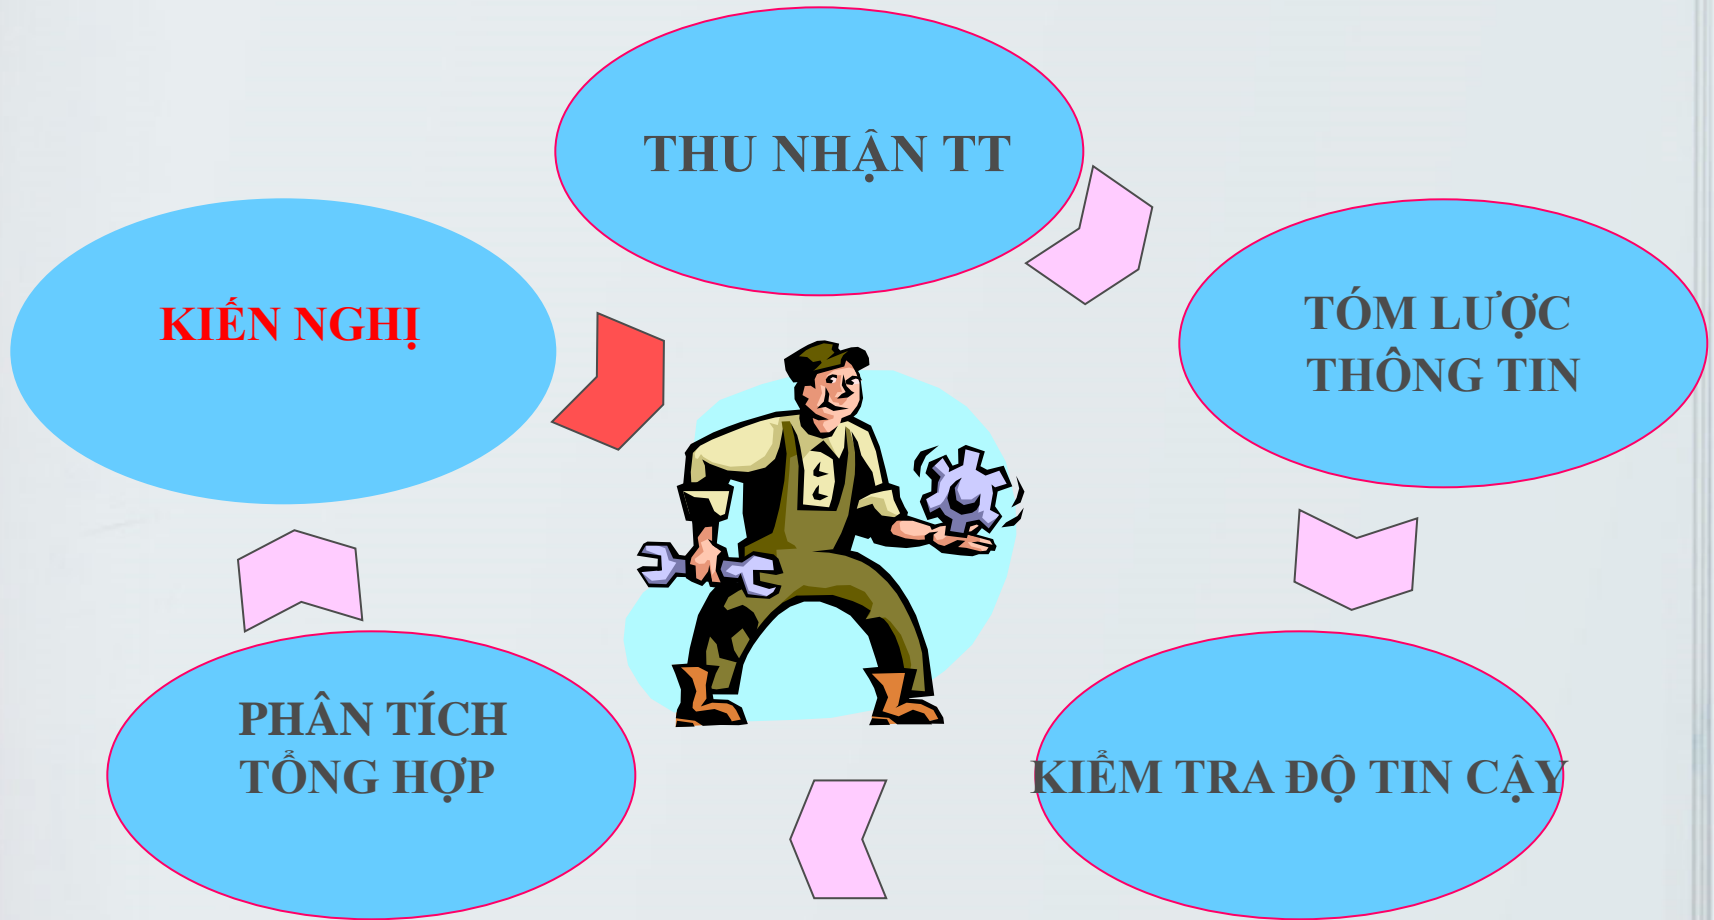 THU NHẬN TT
KIẾN NGHỊ
TÓM LƯỢC
THÔNG TIN
PHÂN TÍCH
TỔNG HỢP
KIỂM TRA ĐỘ TIN CẬY